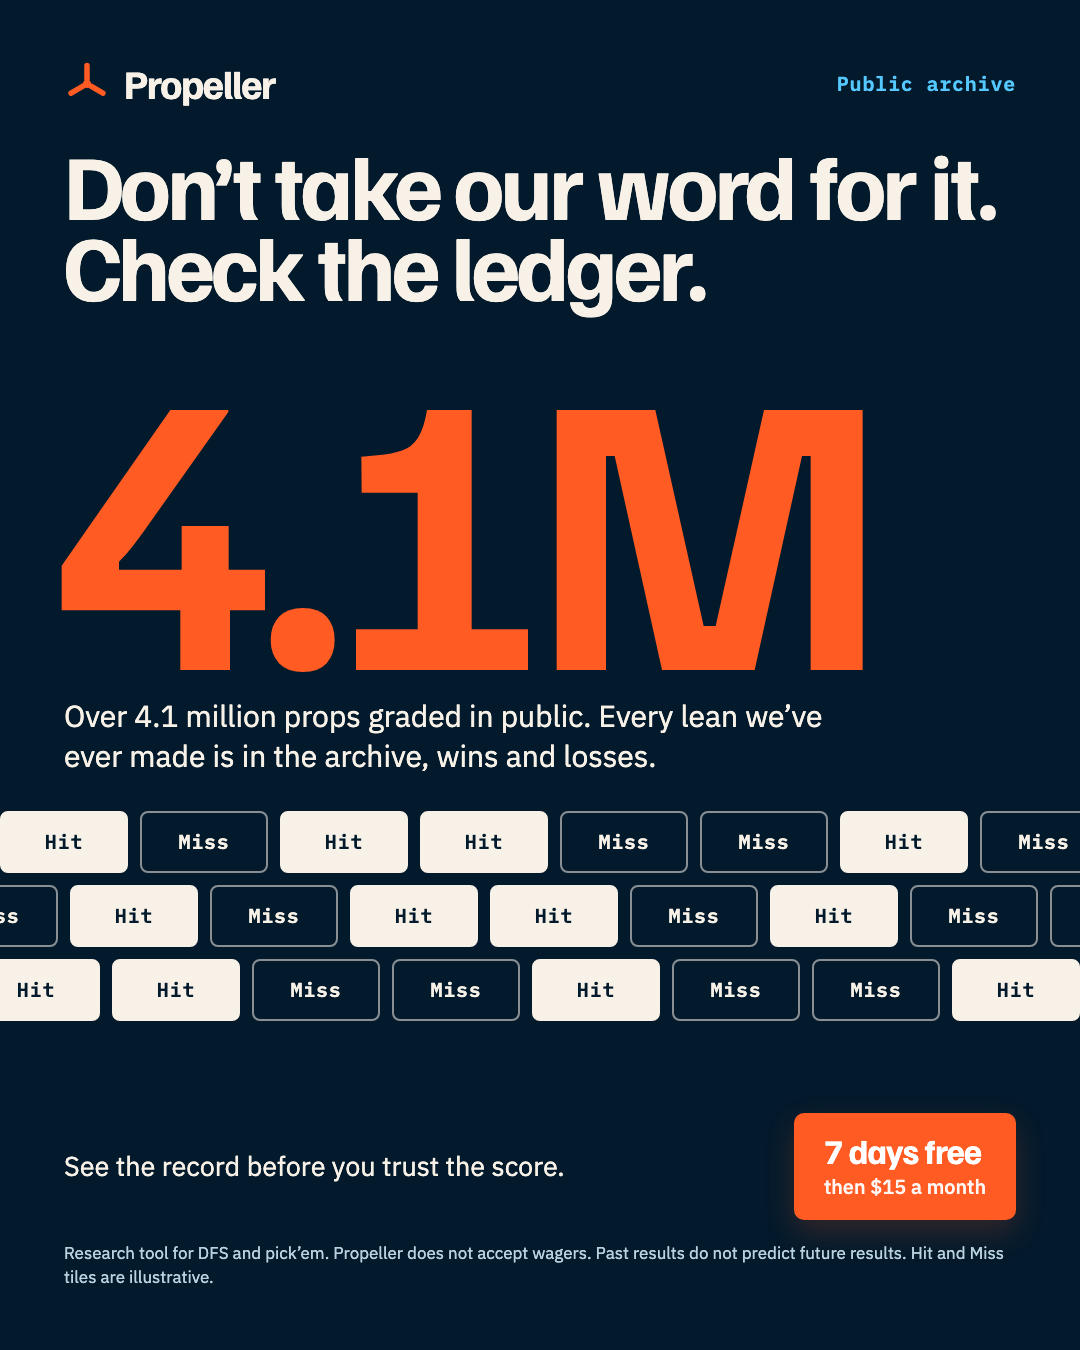 Propeller
Public archive
Don’t take our word for it.
Check the ledger.
4.1M
Over 4.1 million props graded in public. Every lean we’ve
ever made is in the archive, wins and losses.
Hit Miss Hit Hit Miss Miss Hit Miss
ss Hit Miss Hit Hit Miss Hit Miss
Hit Hit Miss Miss Hit Miss Miss Hit
See the record before you trust the score.
7 days free
then $15 a month
Research tool for DFS and pick’em. Propeller does not accept wagers. Past results do not predict future results. Hit and Miss
tiles are illustrative.